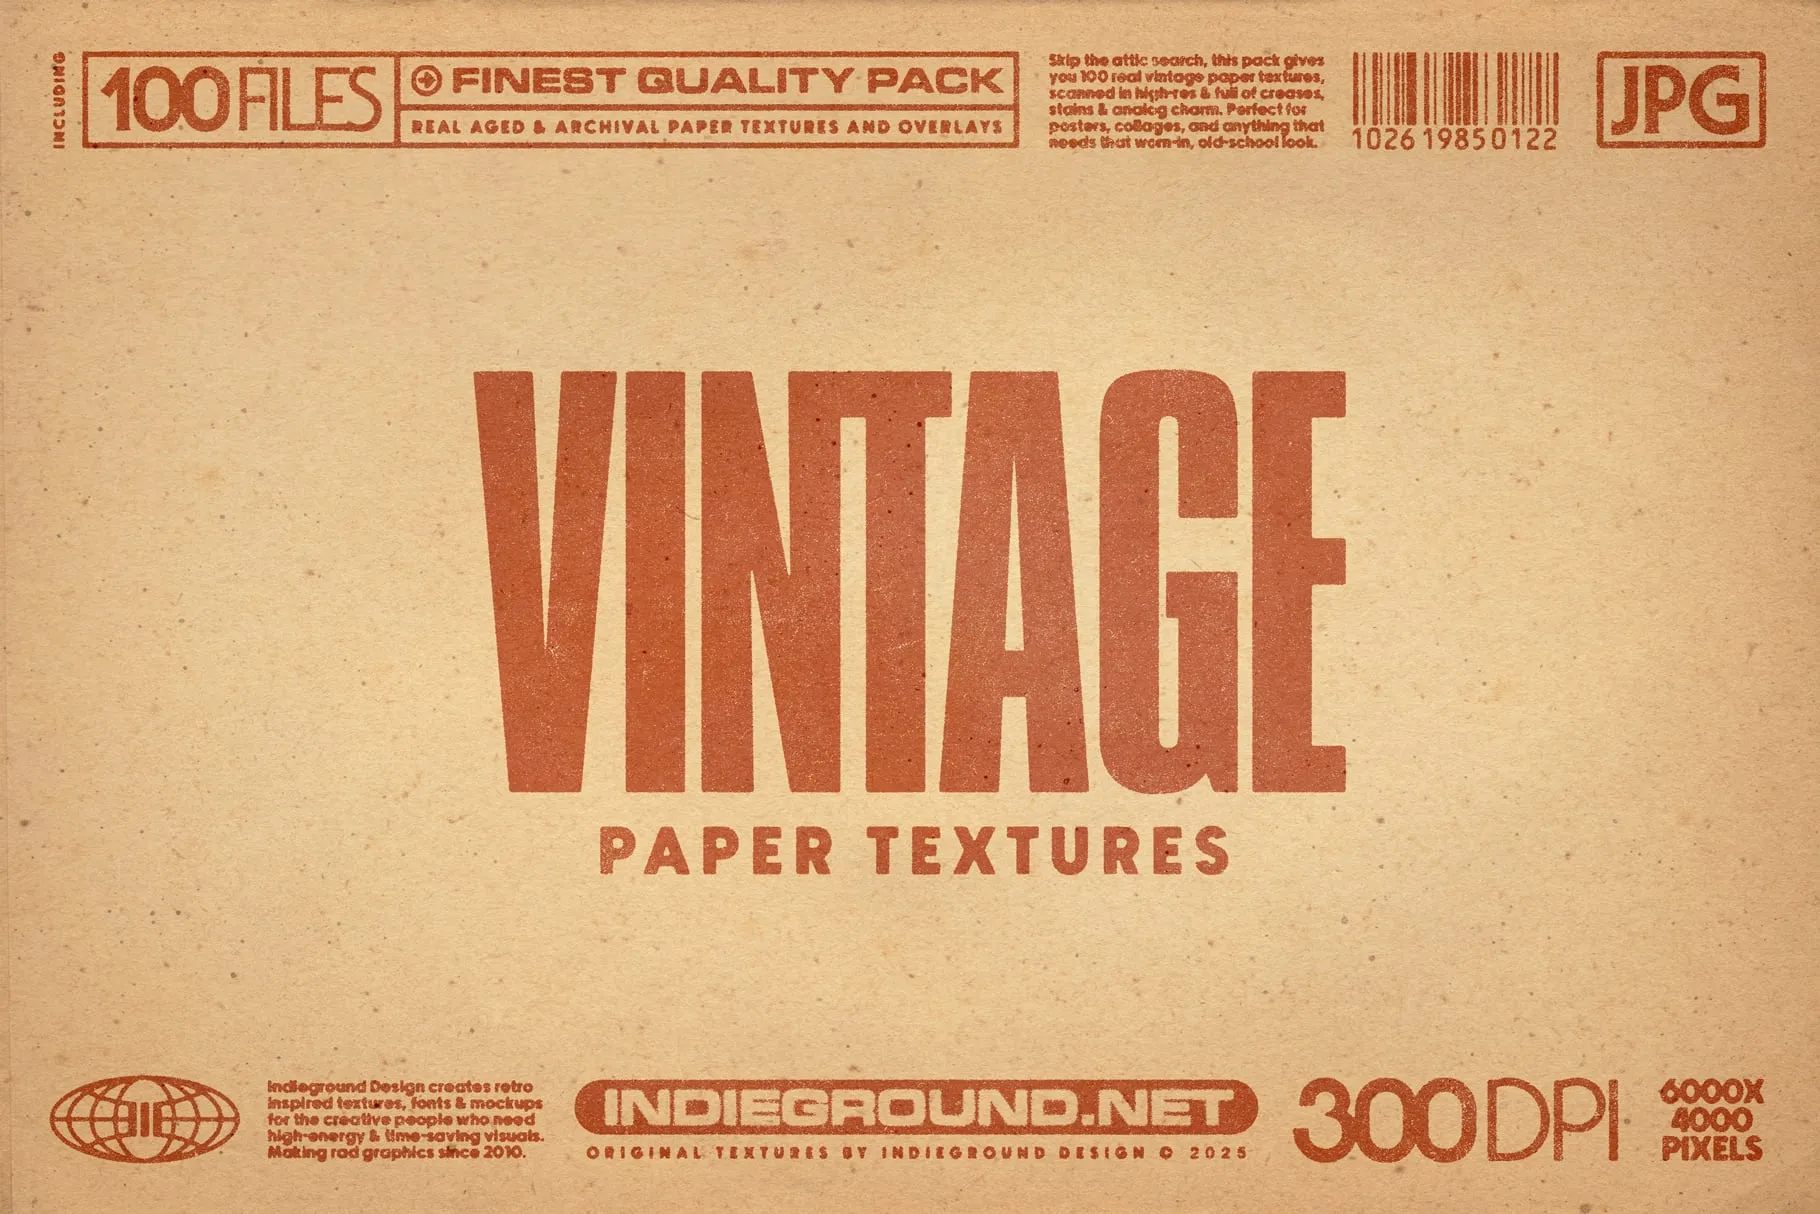 INCLUDING
100 FILES
FINEST QUALITY PACK
REAL AGED & ARCHIVAL PAPER TEXTURES AND OVERLAYS
Skip the attic search, this pack gives
you 100 real vintage paper textures,
scanned in high-res & full of creases,
stains & analog charm. Perfect for
posters, collages, and anything that
needs that worn-in, old-school look.
1026 1985 0122
JPG
VINTAGE
PAPER TEXTURES
Indieground Design creates retro
inspired textures, fonts & mockups
for the creative people who need
high-energy & time-saving visuals.
Making rad graphics since 2010.
INDIEGROUND.NET
ORIGINAL TEXTURES BY INDIEGROUND DESIGN © 2025
300 DPI
6000X
4000
PIXELS